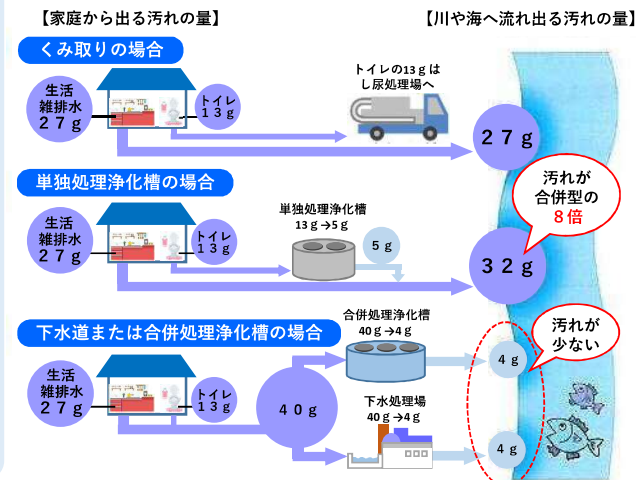 【家庭から出る汚れの量】
【川や海へ流れ出る汚れの量】
くみ取りの場合
生活
雑排水
27g
トイレ
13g
トイレの13gは
し尿処理場へ
27g
単独処理浄化槽の場合
生活
雑排水
27g
トイレ
13g
単独処理浄化槽
13g→5g
5g
32g
汚れが
合併型の
8倍
下水道または合併処理浄化槽の場合
生活
雑排水
27g
トイレ
13g
40g
合併処理浄化槽
40g→4g
4g
下水処理場
40g→4g
4g
汚れが
少ない